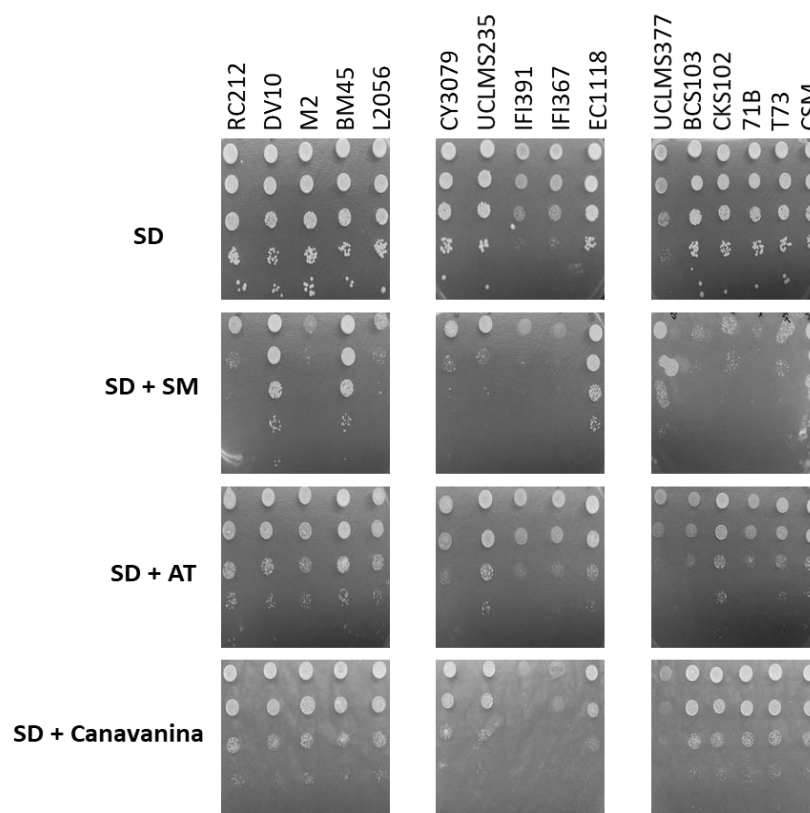 RC212
DV10
M2
BM45
L2056
CY3079
UCLMS235
IFI391
IFI367
EC1118
UCLMS377
BCS103
CKS102
71B
T73
CSM
SD
SD + SM
SD + AT
SD + Canavanina